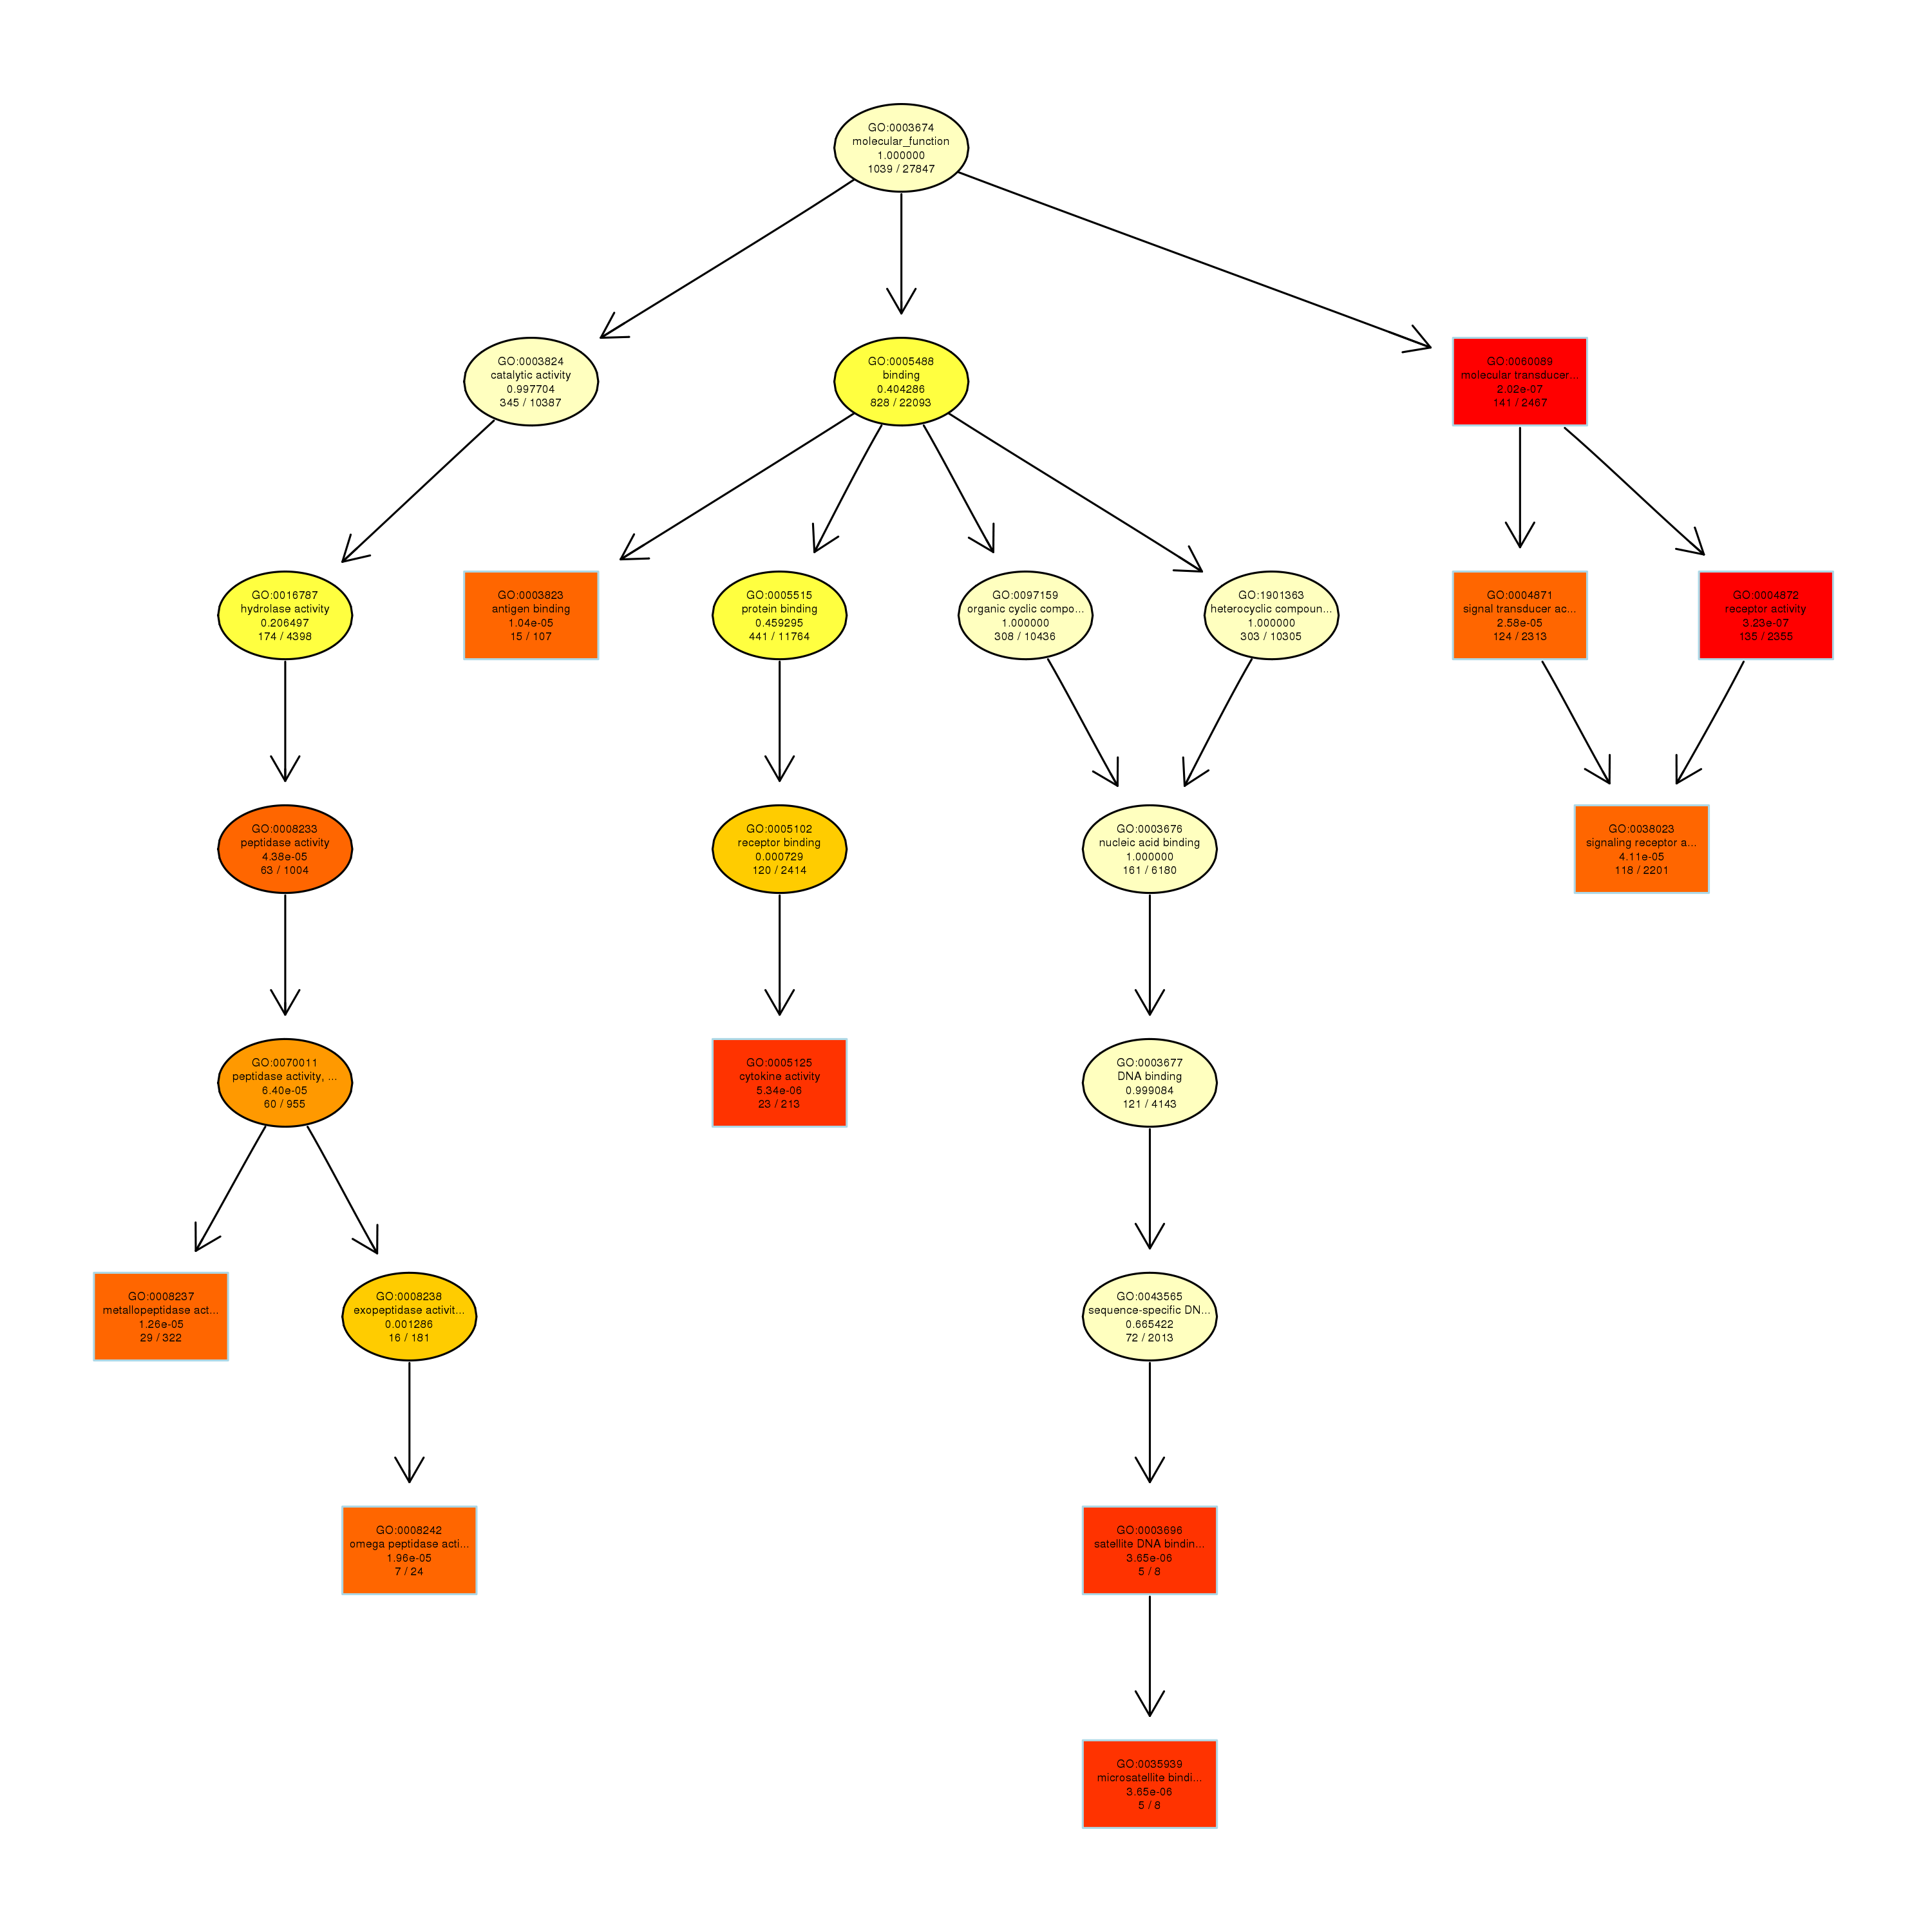 GO:0003674
molecular_function
1.000000
1039 / 27847
GO:0003824
catalytic activity
0.997704
345 / 10387
GO:0005488
binding
0.404286
828 / 22093
GO:0060089
molecular transducer...
2.02e-07
141 / 2467
GO:0016787
hydrolase activity
0.206497
174 / 4398
GO:0003823
antigen binding
1.04e-05
15 / 107
GO:0005515
protein binding
0.459295
441 / 11764
GO:0097159
organic cyclic compo...
1.000000
308 / 10436
GO:1901363
heterocyclic compoun...
1.000000
303 / 10305
GO:0004871
signal transducer ac...
2.58e-05
124 / 2313
GO:0004872
receptor activity
3.23e-07
135 / 2355
GO:0008233
peptidase activity
4.38e-05
63 / 1004
GO:0005102
receptor binding
0.000729
120 / 2414
GO:0003676
nucleic acid binding
1.000000
161 / 6180
GO:0038023
signaling receptor a...
4.11e-05
118 / 2201
GO:0070011
peptidase activity, ...
6.40e-05
60 / 955
GO:0005125
cytokine activity
5.34e-06
23 / 213
GO:0003677
DNA binding
0.999084
121 / 4143
GO:0008237
metallopeptidase act...
1.26e-05
29 / 322
GO:0008238
exopeptidase activit...
0.001286
16 / 181
GO:0043565
sequence-specific DN...
0.665422
72 / 2013
GO:0008242
omega peptidase acti...
1.96e-05
7 / 24
GO:0003696
satellite DNA bindin...
3.65e-06
5 / 8
GO:0035939
microsatellite bindi...
3.65e-06
5 / 8